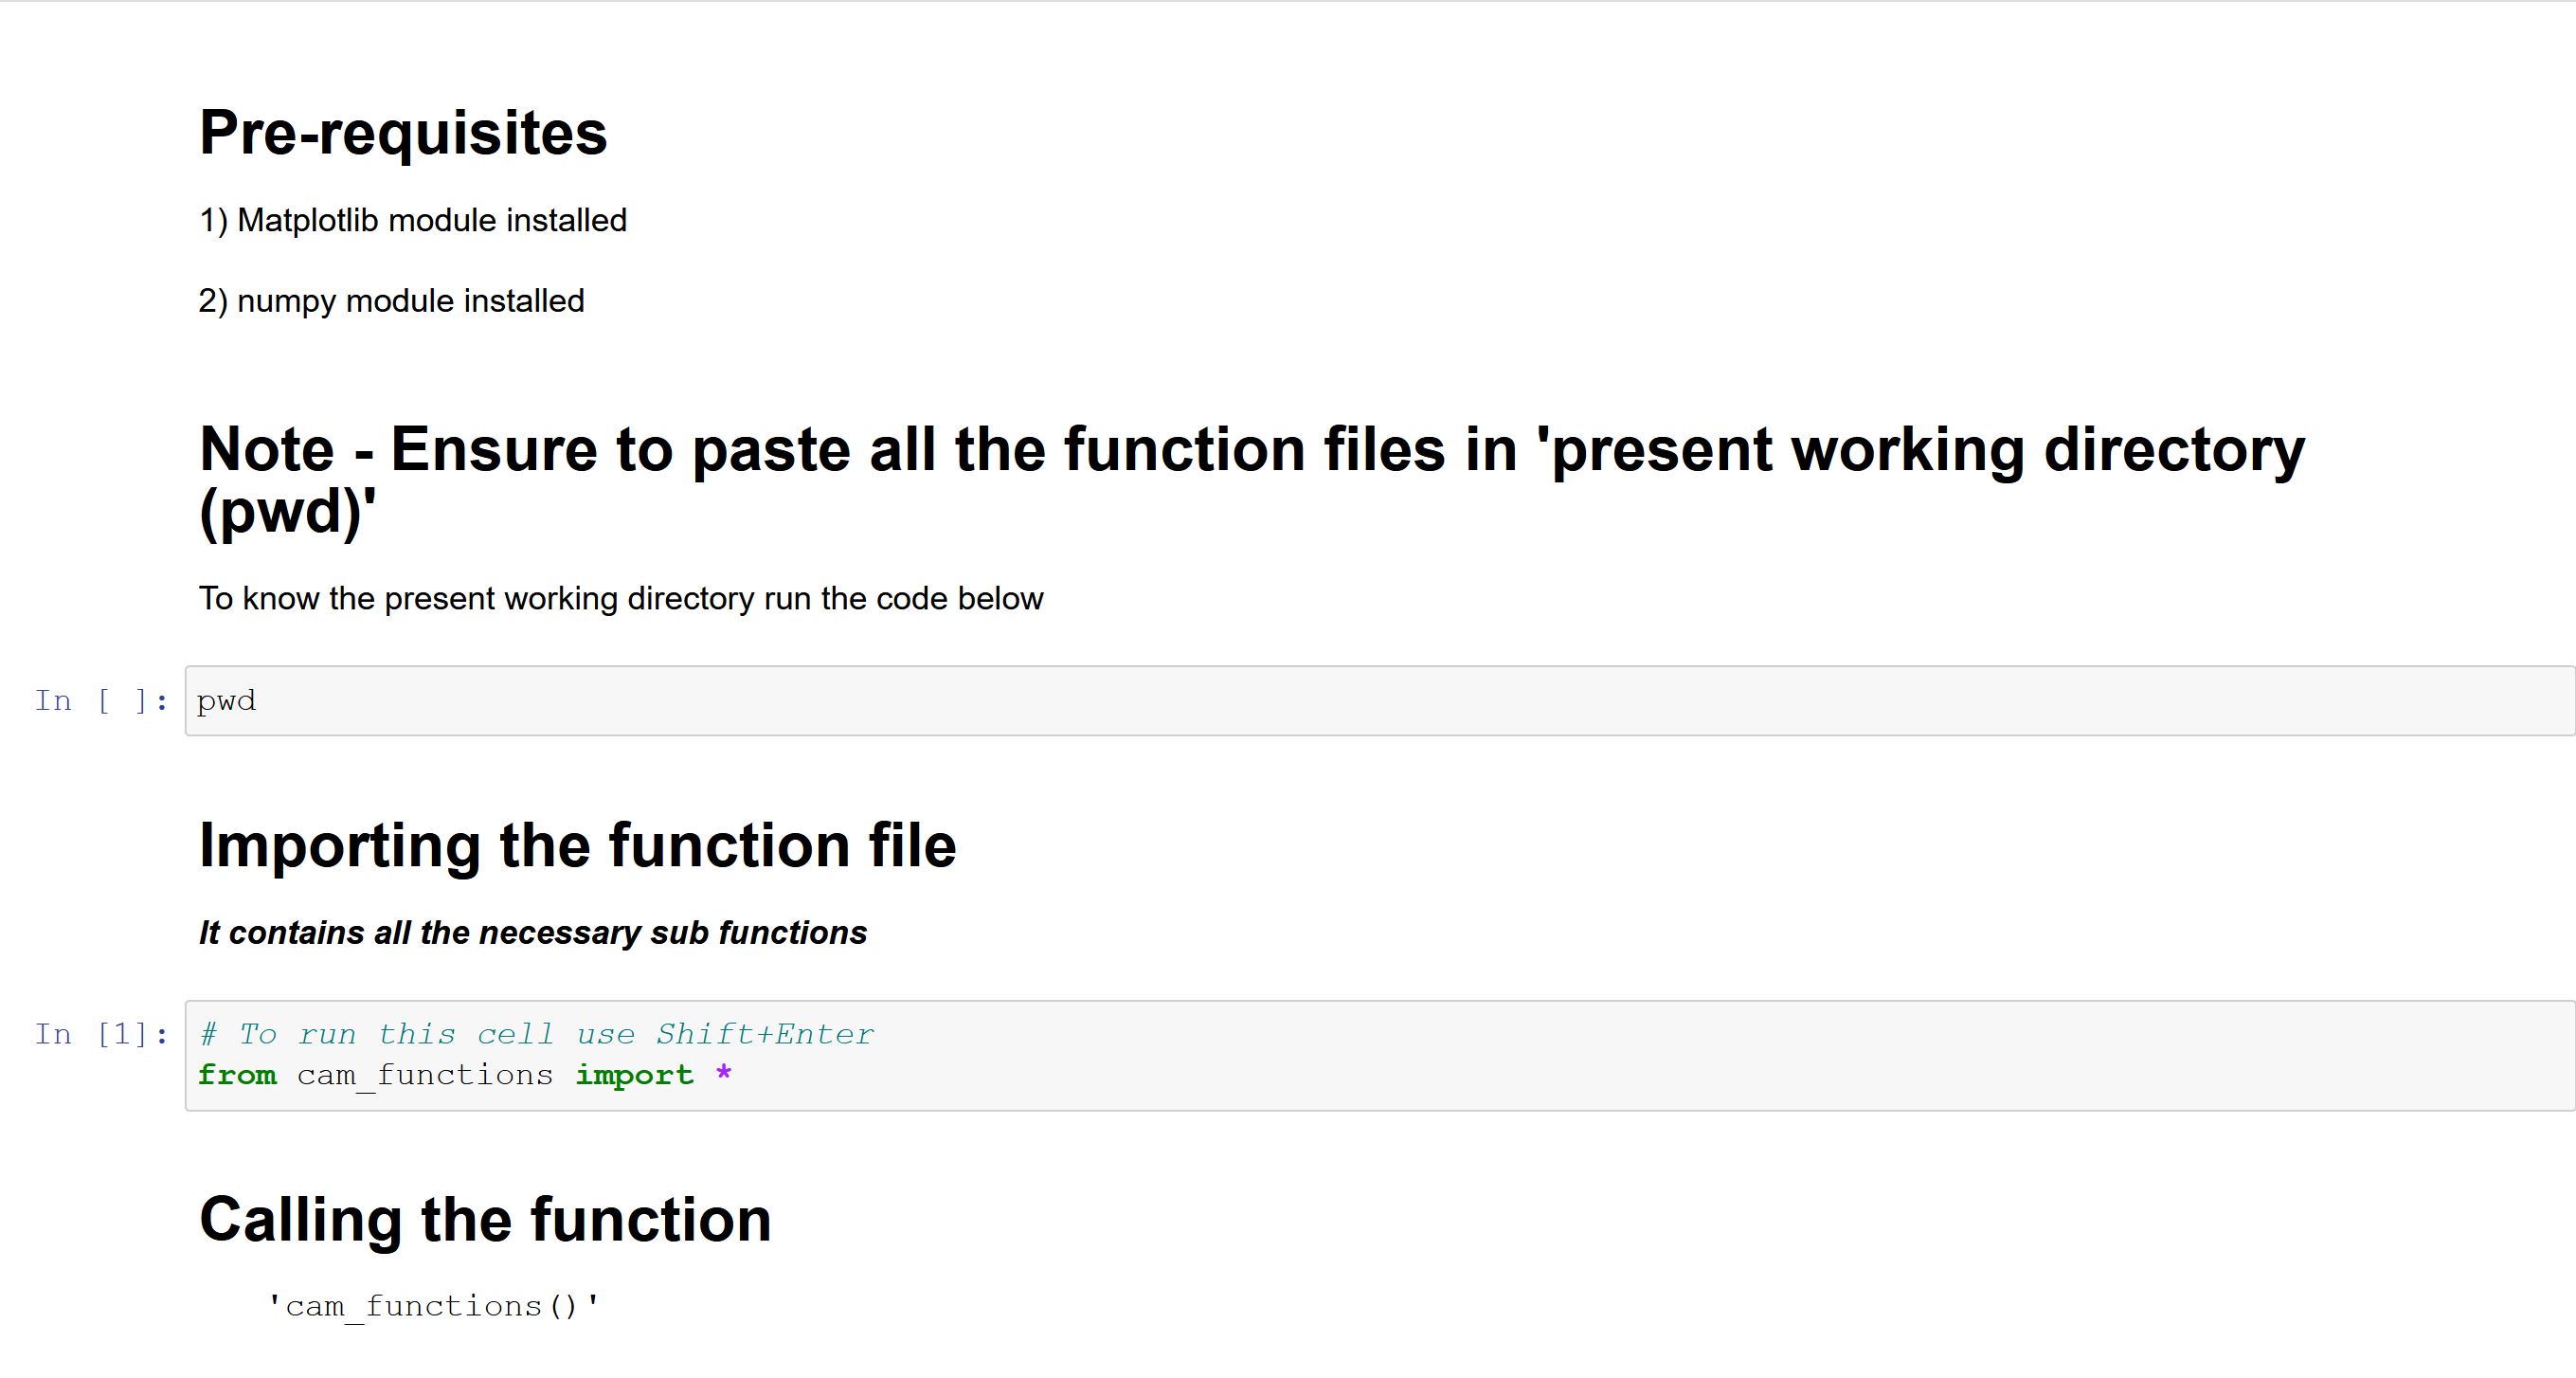 Pre-requisites
1) Matplotlib module installed
2) numpy module installed
Note - Ensure to paste all the function files in 'present working directory
(pwd)'
To know the present working directory run the code below
In [ ]: pwd
Importing the function file
It contains all the necessary sub functions
In [1]: # To run this cell use Shift+Enter
from cam_functions import *
Calling the function
'cam_functions()'